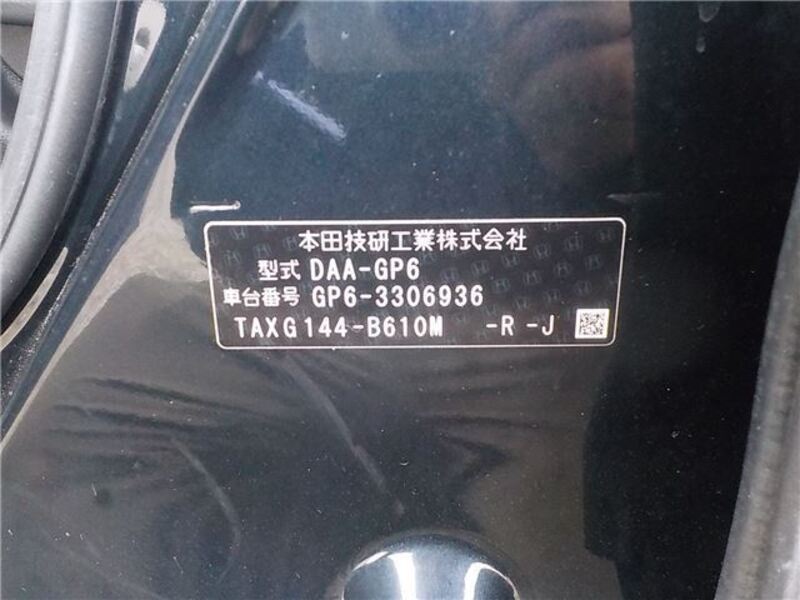 本田技研工業株式会社
型式 DAA-GP6
車台番号 GP6-3306936
TAXG144-B610M -R -J